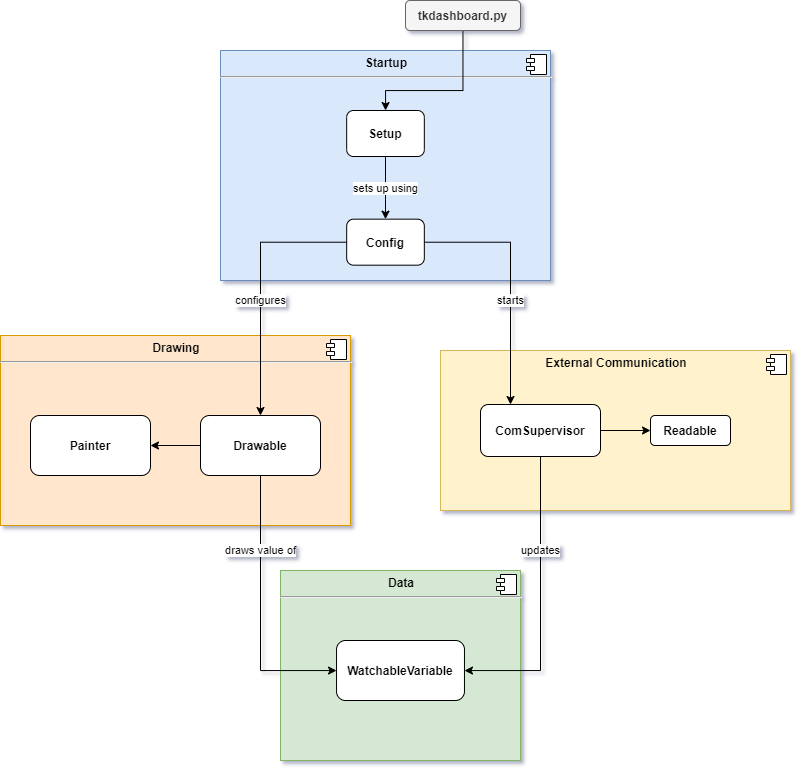 tkdashboard.py
Startup
Setup
sets up using
Config
configures
starts
Drawing
External Communication
Painter
Drawable
ComSupervisor
Readable
draws value of
updates
Data
WatchableVariable